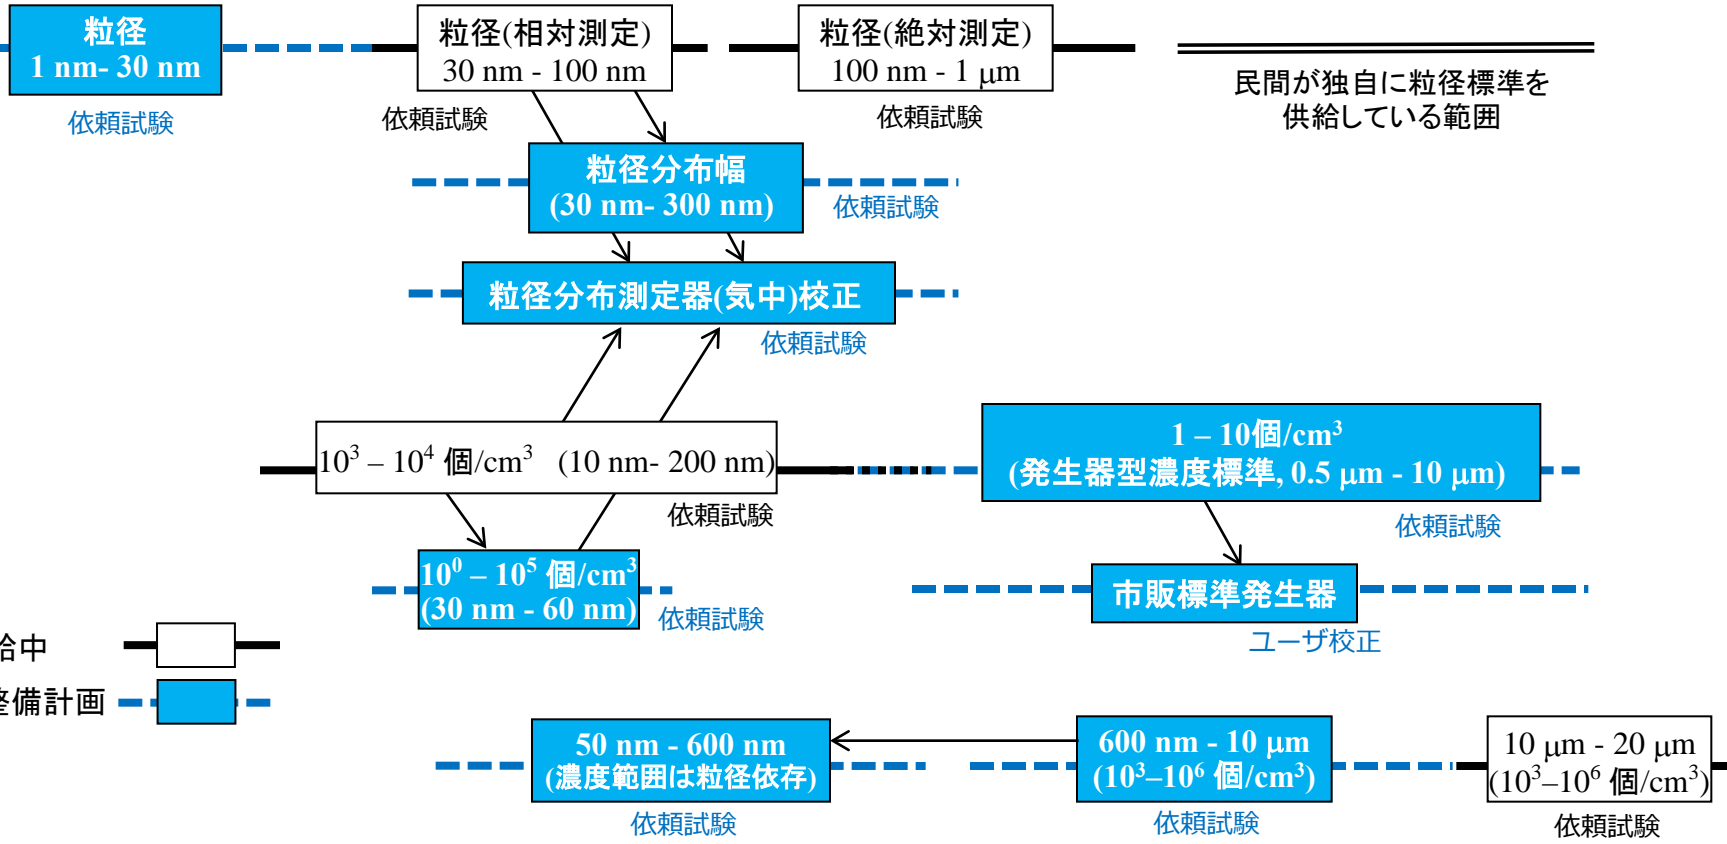 粒径
1 nm- 30 nm
依頼試験
粒径(相対測定)
30 nm - 100 nm
依頼試験
粒径(絶対測定)
100 nm - 1 μm
依頼試験
民間が独自に粒径標準を
供給している範囲
粒径分布幅
(30 nm- 300 nm)
依頼試験
粒径分布測定器(気中)校正
依頼試験
10³ – 10⁴ 個/cm³ (10 nm- 200 nm)
依頼試験
1 – 10個/cm³
(発生器型濃度標準, 0.5 μm - 10 μm)
依頼試験
10⁰ – 10⁵ 個/cm³
(30 nm - 60 nm)
依頼試験
市販標準発生器
ユーザ校正
給中
整備計画
50 nm - 600 nm
(濃度範囲は粒径依存)
依頼試験
600 nm - 10 μm
(10³–10⁶ 個/cm³)
依頼試験
10 μm - 20 μm
(10³–10⁶ 個/cm³)
依頼試験